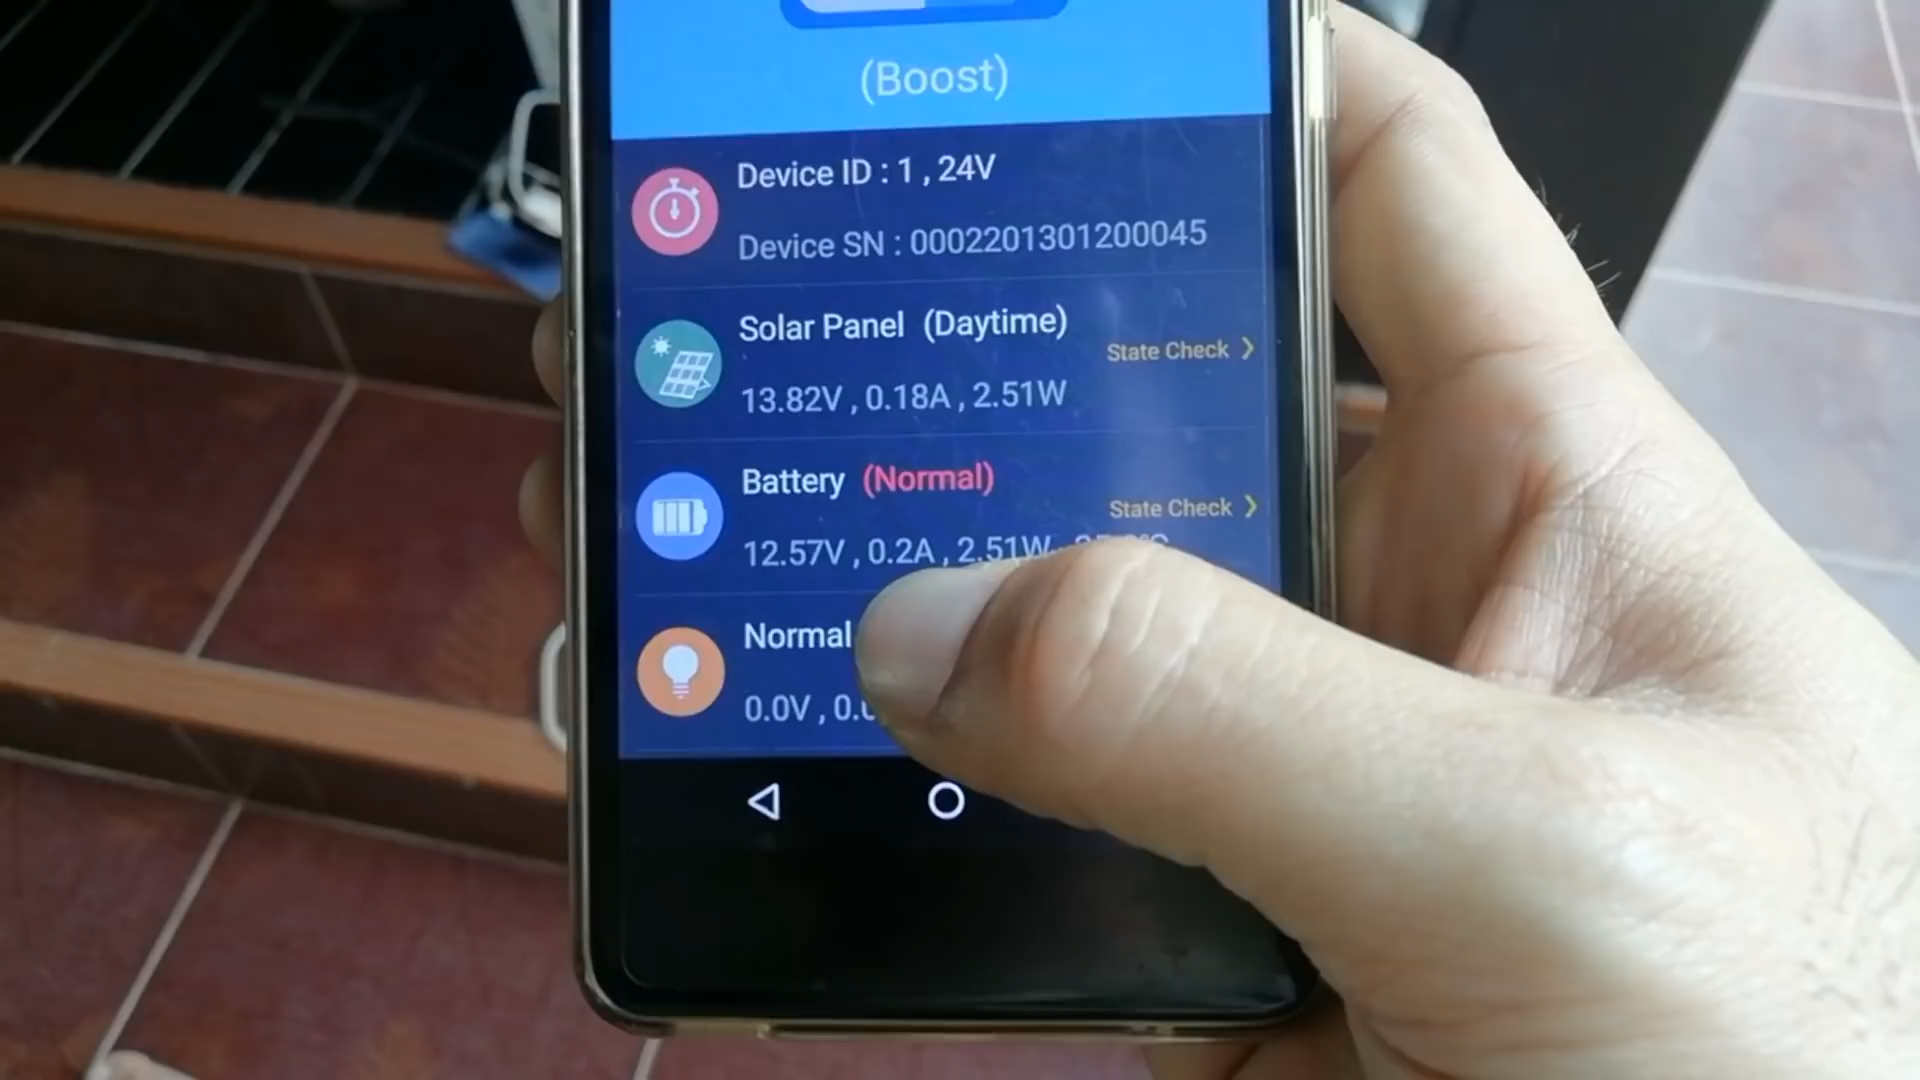 (Boost)
Device ID : 1 , 24V
Device SN : 0002201301200045
Solar Panel (Daytime)
State Check
13.82V , 0.18A , 2.51W
Battery (Normal)
State Check
12.57V , 0.2A , 2.51W
Normal
0.0V